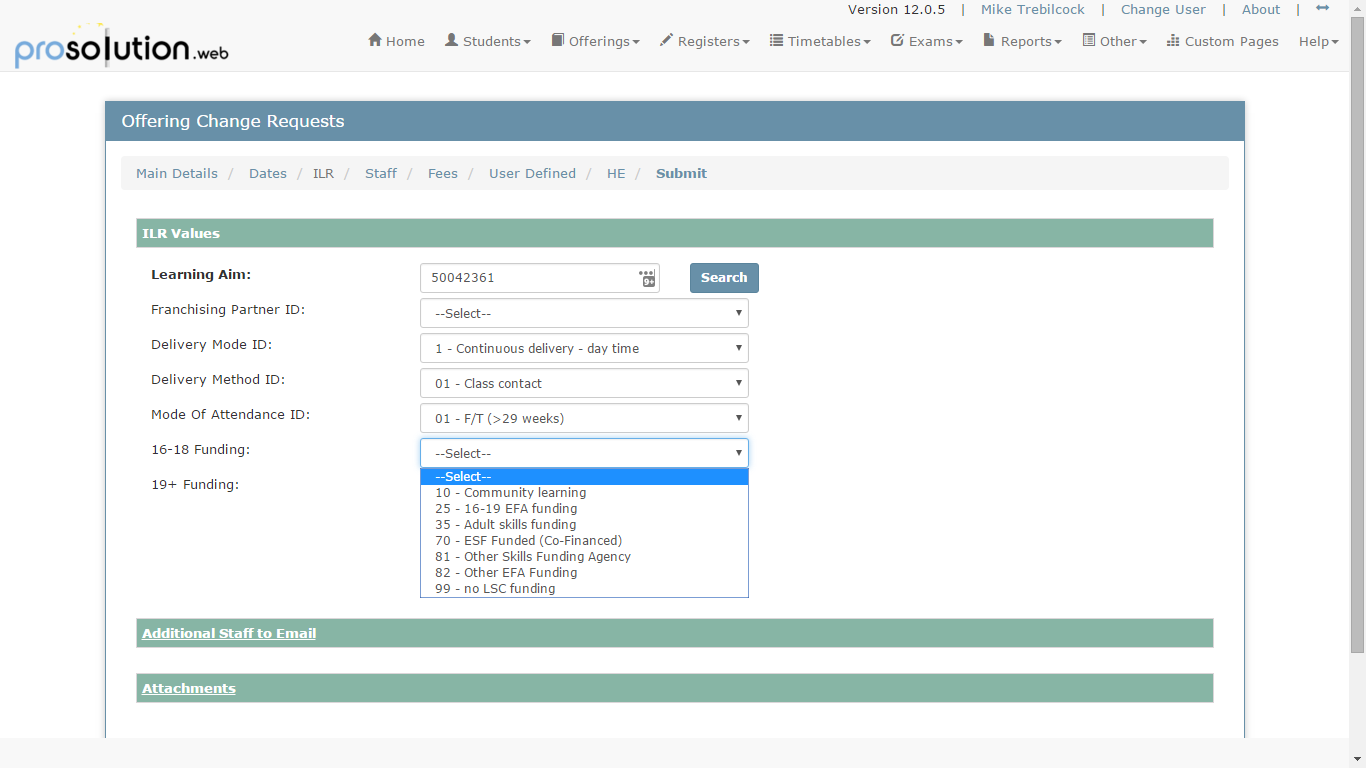 Version 12.0.5 | Mike Trebilcock | Change User | About |
prosolution.web
Home Students Offerings Registers Timetables Exams Reports Other Custom Pages Help
Offering Change Requests
Main Details / Dates / ILR / Staff / Fees / User Defined / HE / Submit
ILR Values
Learning Aim: 50042361 9+ Search
Franchising Partner ID: --Select--
Delivery Mode ID: 1 - Continuous delivery - day time
Delivery Method ID: 01 - Class contact
Mode Of Attendance ID: 01 - F/T (>29 weeks)
16-18 Funding: --Select--
--Select--
19+ Funding:
10 - Community learning
25 - 16-19 EFA funding
35 - Adult skills funding
70 - ESF Funded (Co-Financed)
81 - Other Skills Funding Agency
82 - Other EFA Funding
99 - no LSC funding
Additional Staff to Email
Attachments